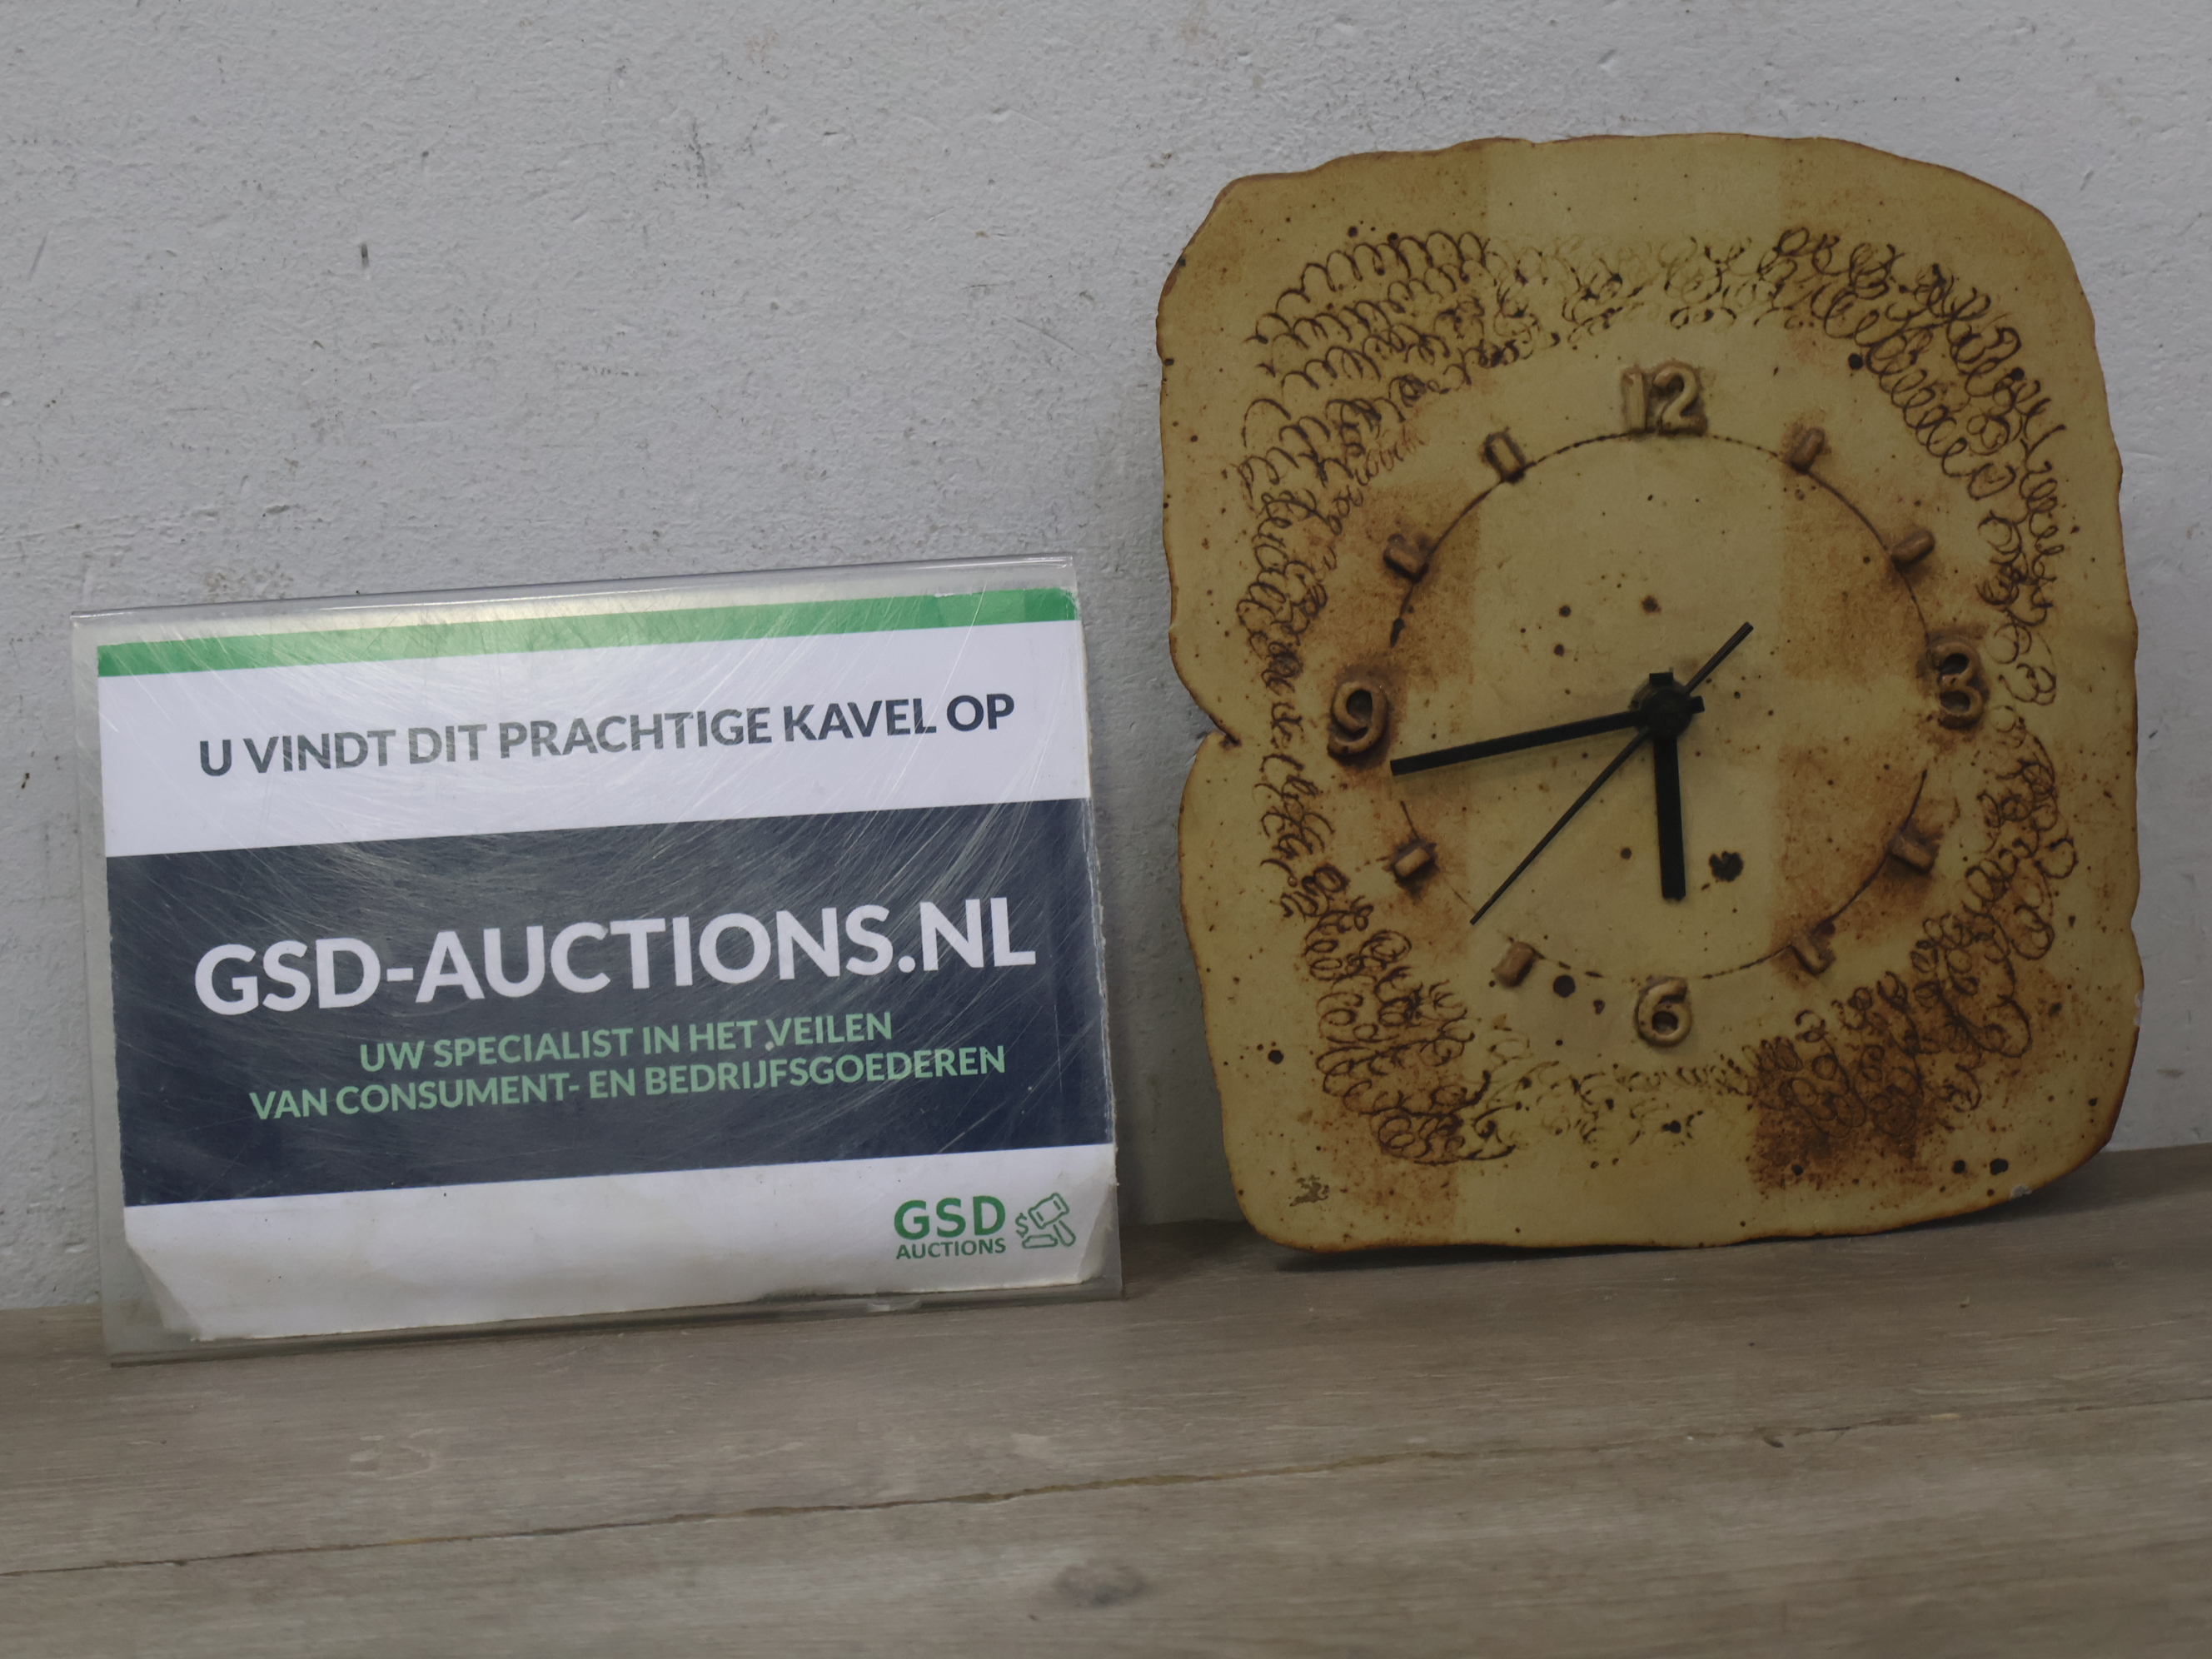 U VINDT DIT PRACHTIGE KAVEL OP
GSD-AUCTIONS.NL
UW SPECIALIST IN HET VEILEN
VAN CONSUMENT- EN BEDRIJFSGOEDEREN
GSD
AUCTIONS
12
3
6
9